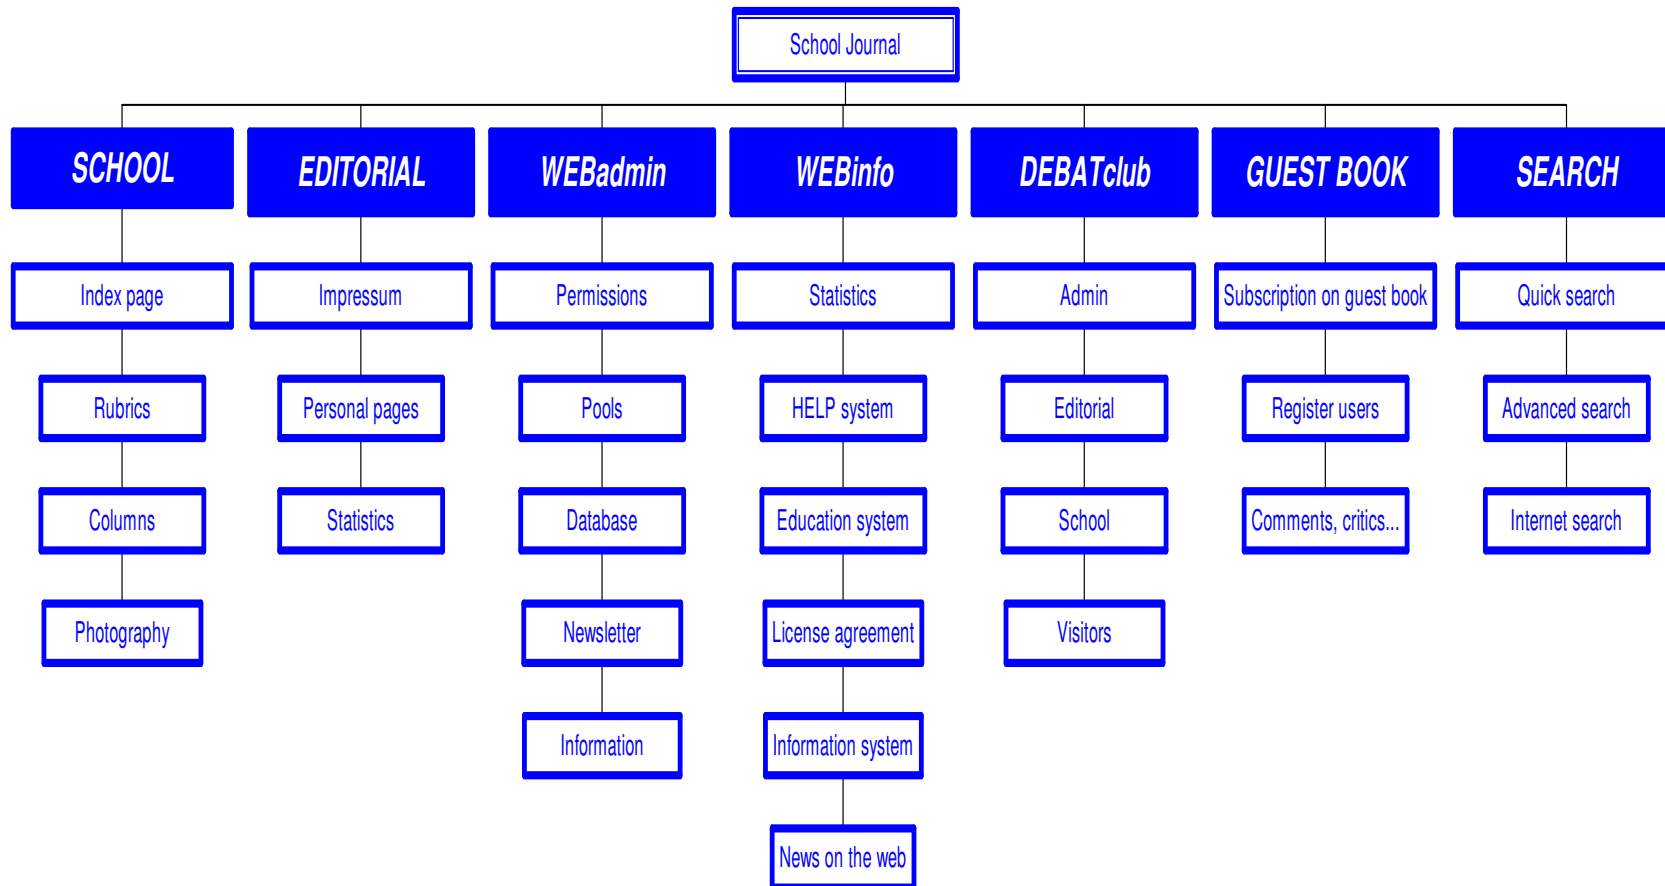 School Journal
SCHOOL
EDITORIAL
WEBadmin
WEBinfo
DEBATclub
GUEST BOOK
SEARCH
Index page
Impressum
Permissions
Statistics
Admin
Subscription on guest book
Quick search
Rubrics
Personal pages
Pools
HELP system
Editorial
Register users
Advanced search
Columns
Statistics
Database
Education system
School
Comments, critics...
Internet search
Photography
Newsletter
License agreement
Visitors
Information
Information system
News on the web